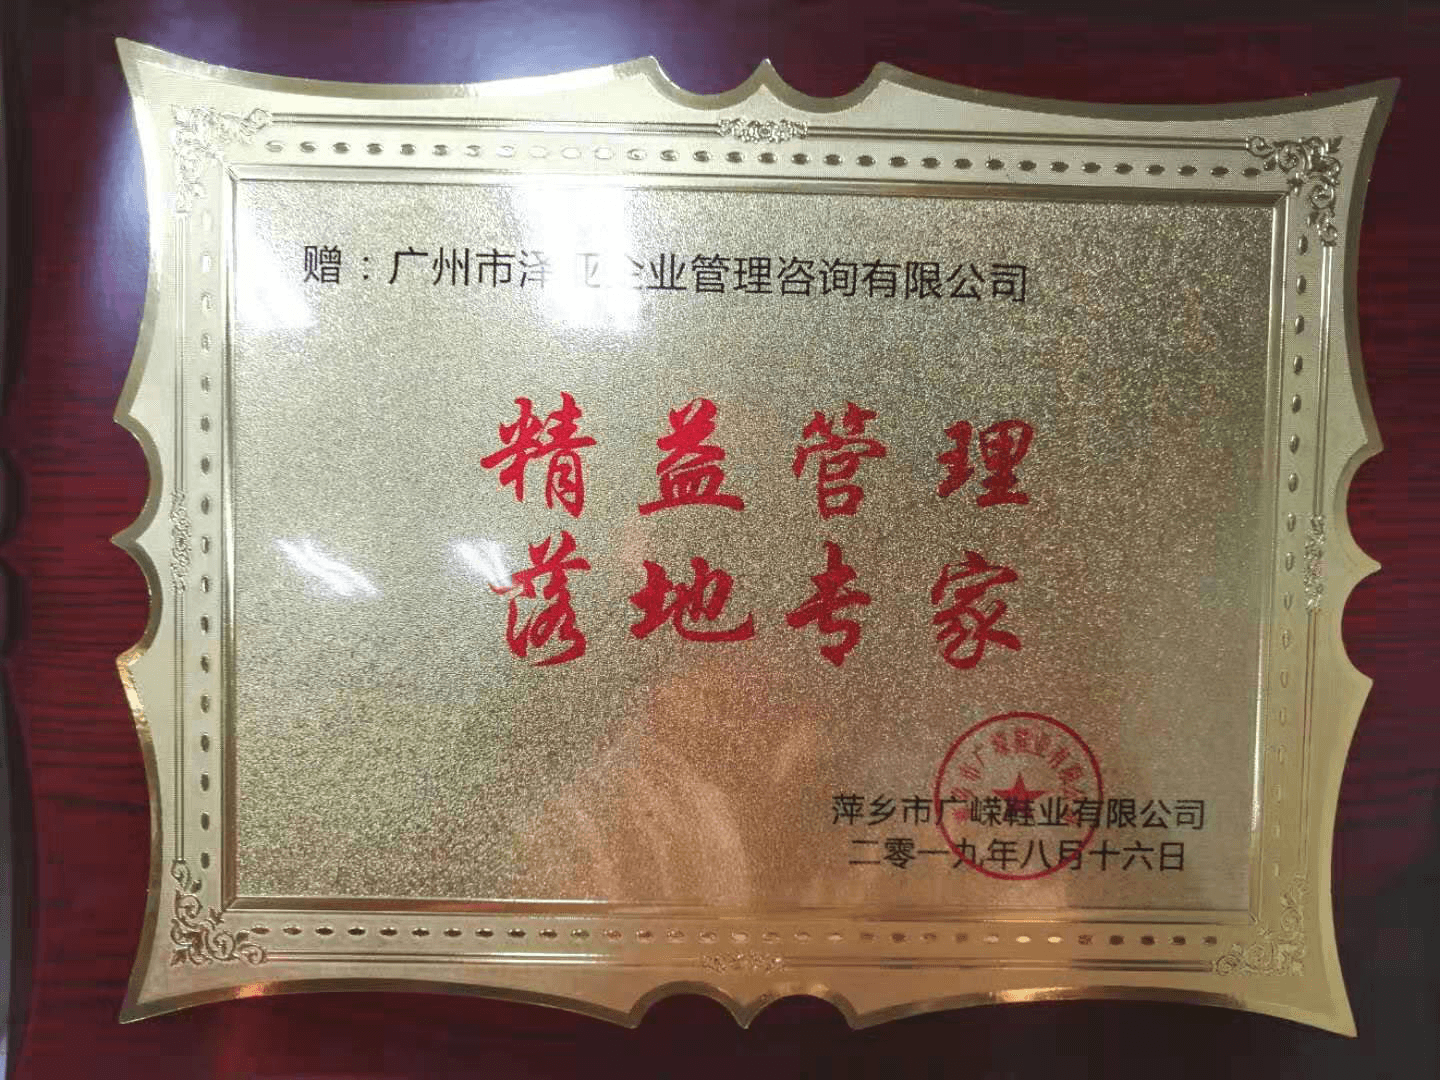 赠：广州市泽亚企业管理咨询有限公司
精益管理
落地专家
萍乡市广嵘鞋业有限公司
二零一九年八月十六日